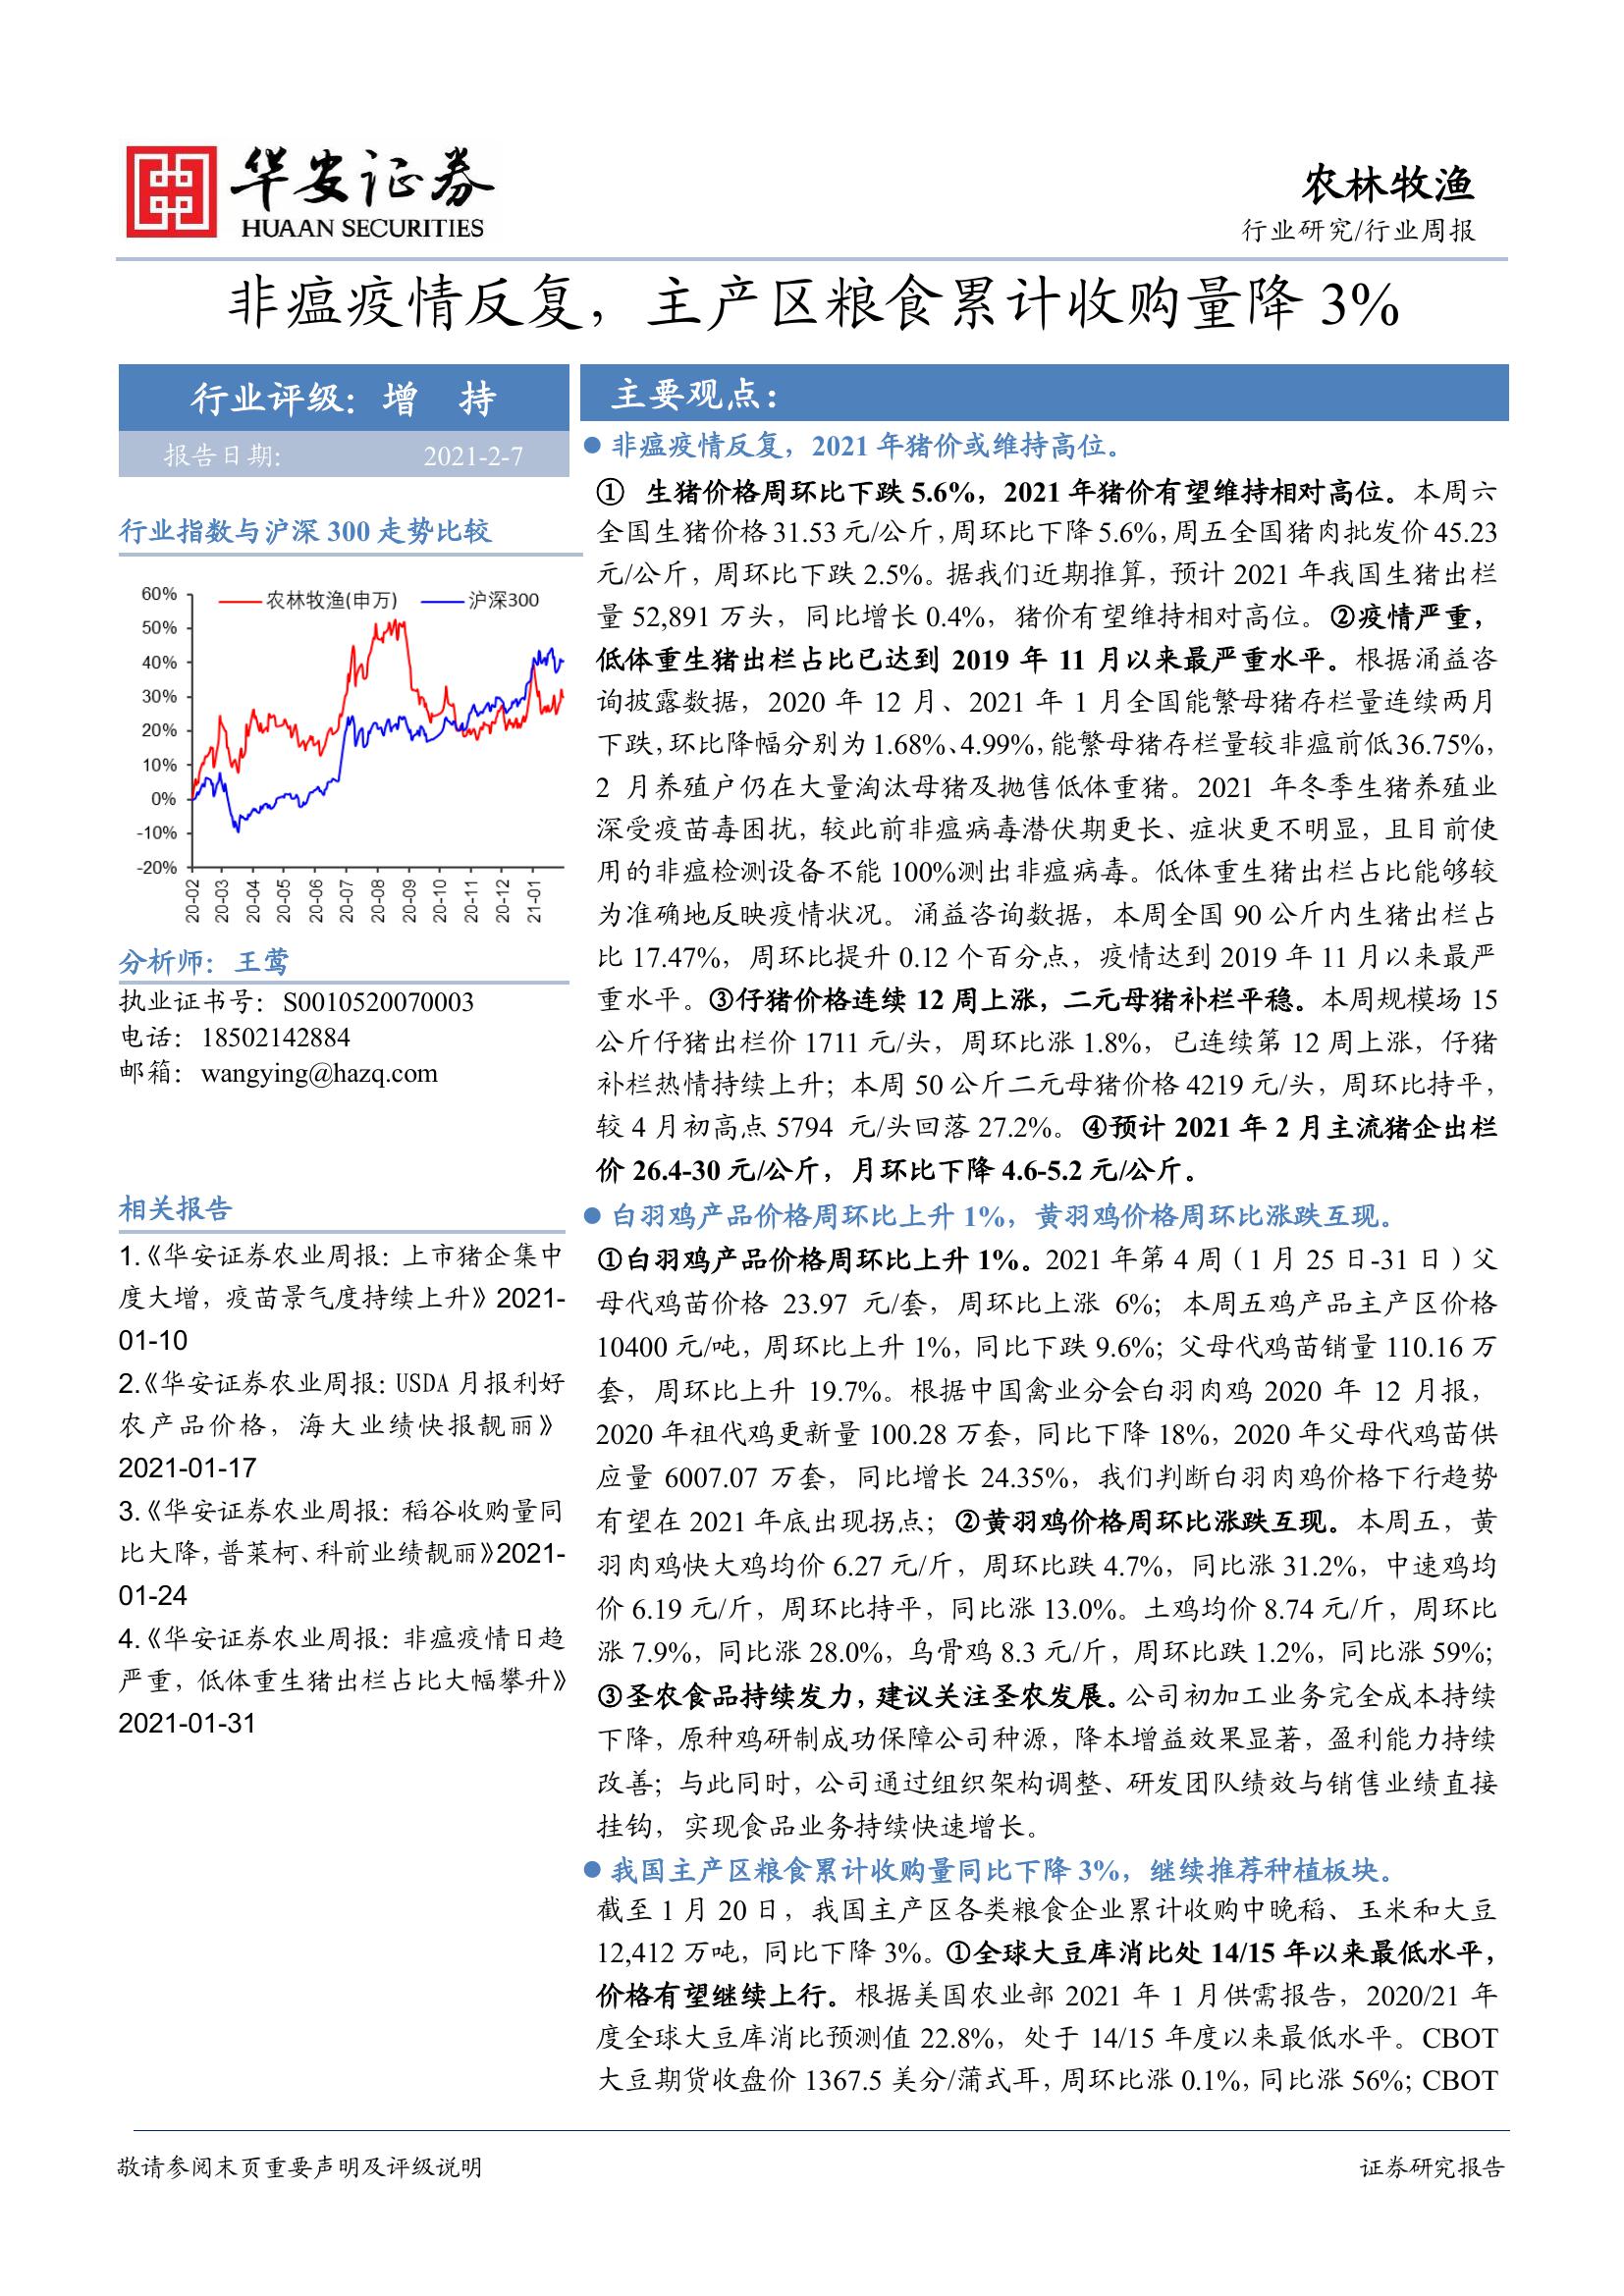 华安证券
HUAAN SECURITIES
农林牧渔
行业研究/行业周报
非瘟疫情反复，主产区粮食累计收购量降 3%
行业评级：增 持
报告日期: 2021-2-7
行业指数与沪深 300 走势比较
农林牧渔(申万) 沪深300
60%
50%
40%
30%
20%
10%
0%
-10%
-20%
20-02
20-03
20-04
20-05
20-06
20-07
20-08
20-09
20-10
20-11
20-12
21-01
分析师：王莺
执业证书号：S0010520070003
电话：18502142884
邮箱：wangying@hazq.com
相关报告
1.《华安证券农业周报：上市猪企集中
度大增，疫苗景气度持续上升》2021-
01-10
2.《华安证券农业周报：USDA 月报利好
农产品价格，海大业绩快报靓丽》
2021-01-17
3.《华安证券农业周报：稻谷收购量同
比大降，普莱柯、科前业绩靓丽》2021-
01-24
4.《华安证券农业周报：非瘟疫情日趋
严重，低体重生猪出栏占比大幅攀升》
2021-01-31
主要观点：
● 非瘟疫情反复，2021 年猪价或维持高位。
① 生猪价格周环比下跌 5.6%，2021 年猪价有望维持相对高位。本周六
全国生猪价格 31.53 元/公斤，周环比下降 5.6%，周五全国猪肉批发价 45.23
元/公斤，周环比下跌 2.5%。据我们近期推算，预计 2021 年我国生猪出栏
量 52,891 万头，同比增长 0.4%，猪价有望维持相对高位。②疫情严重，
低体重生猪出栏占比已达到 2019 年 11 月以来最严重水平。根据涌益咨
询披露数据，2020 年 12 月、2021 年 1 月全国能繁母猪存栏量连续两月
下跌，环比降幅分别为 1.68%、4.99%，能繁母猪存栏量较非瘟前低 36.75%，
2 月养殖户仍在大量淘汰母猪及抛售低体重猪。2021 年冬季生猪养殖业
深受疫苗毒困扰，较此前非瘟病毒潜伏期更长、症状更不明显，且目前使
用的非瘟检测设备不能 100%测出非瘟病毒。低体重生猪出栏占比能够较
为准确地反映疫情状况。涌益咨询数据，本周全国 90 公斤内生猪出栏占
比 17.47%，周环比提升 0.12 个百分点，疫情达到 2019 年 11 月以来最严
重水平。③仔猪价格连续 12 周上涨，二元母猪补栏平稳。本周规模场 15
公斤仔猪出栏价 1711 元/头，周环比涨 1.8%，已连续第 12 周上涨，仔猪
补栏热情持续上升；本周 50 公斤二元母猪价格 4219 元/头，周环比持平，
较 4 月初高点 5794 元/头回落 27.2%。④预计 2021 年 2 月主流猪企出栏
价 26.4-30 元/公斤，月环比下降 4.6-5.2 元/公斤。
● 白羽鸡产品价格周环比上升 1%，黄羽鸡价格周环比涨跌互现。
①白羽鸡产品价格周环比上升 1%。2021 年第 4 周（1 月 25 日-31 日）父
母代鸡苗价格 23.97 元/套，周环比上涨 6%；本周五鸡产品主产区价格
10400 元/吨，周环比上升 1%，同比下跌 9.6%；父母代鸡苗销量 110.16 万
套，周环比上升 19.7%。根据中国禽业分会白羽肉鸡 2020 年 12 月报，
2020 年祖代鸡更新量 100.28 万套，同比下降 18%，2020 年父母代鸡苗供
应量 6007.07 万套，同比增长 24.35%，我们判断白羽肉鸡价格下行趋势
有望在 2021 年底出现拐点；②黄羽鸡价格周环比涨跌互现。本周五，黄
羽肉鸡快大鸡均价 6.27 元/斤，周环比跌 4.7%，同比涨 31.2%，中速鸡均
价 6.19 元/斤，周环比持平，同比涨 13.0%。土鸡均价 8.74 元/斤，周环比
涨 7.9%，同比涨 28.0%，乌骨鸡 8.3 元/斤，周环比跌 1.2%，同比涨 59%；
③圣农食品持续发力，建议关注圣农发展。公司初加工业务完全成本持续
下降，原种鸡研制成功保障公司种源，降本增益效果显著，盈利能力持续
改善；与此同时，公司通过组织架构调整、研发团队绩效与销售业绩直接
挂钩，实现食品业务持续快速增长。
● 我国主产区粮食累计收购量同比下降 3%，继续推荐种植板块。
截至 1 月 20 日，我国主产区各类粮食企业累计收购中晚稻、玉米和大豆
12,412 万吨，同比下降 3%。①全球大豆库消比处 14/15 年以来最低水平，
价格有望继续上行。根据美国农业部 2021 年 1 月供需报告，2020/21 年
度全球大豆库消比预测值 22.8%，处于 14/15 年度以来最低水平。CBOT
大豆期货收盘价 1367.5 美分/蒲式耳，周环比涨 0.1%，同比涨 56%；CBOT
敬请参阅末页重要声明及评级说明
证券研究报告